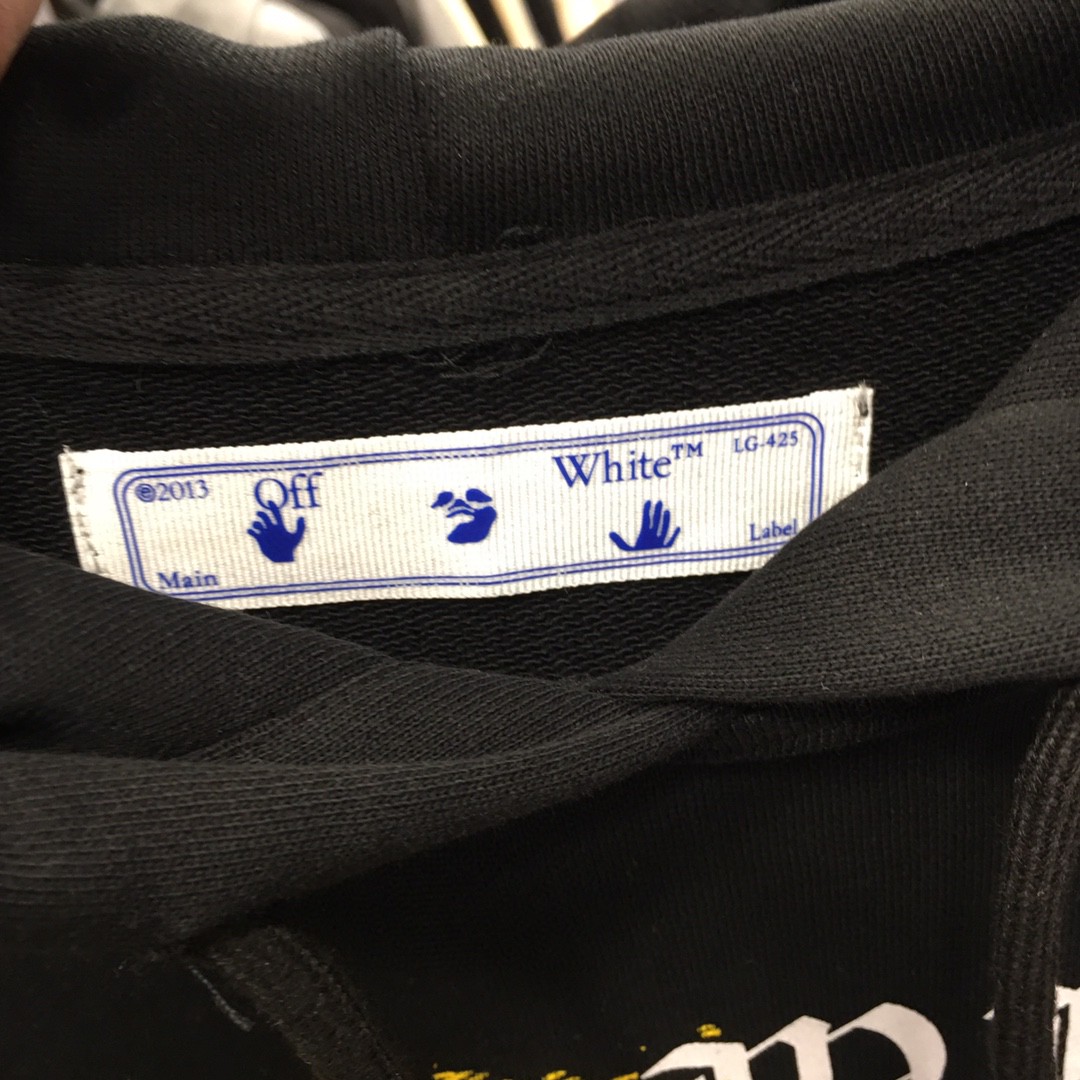 ©2013 Off White™ LG-425
Main Label